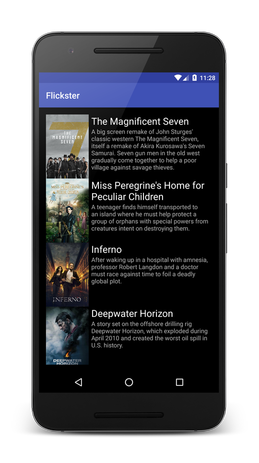 11:28
Flickster
7
THE
MAGNIFICENT
SEVEN
The Magnificent Seven
A big screen remake of John Sturges'
classic western The Magnificent Seven,
itself a remake of Akira Kurosawa's Seven
Samurai. Seven gun men in the old west
gradually come together to help a poor
village against savage thieves.
Miss Peregrine's Home for
Peculiar Children
A teenager finds himself transported to
an island where he must help protect a
group of orphans with special powers from
creatures intent on destroying them.
INFERNO
Inferno
After waking up in a hospital with amnesia,
professor Robert Langdon and a doctor
must race against time to foil a deadly
global plot.
Deepwater Horizon
A story set on the offshore drilling rig
Deepwater Horizon, which exploded during
April 2010 and created the worst oil spill in
U.S. history.